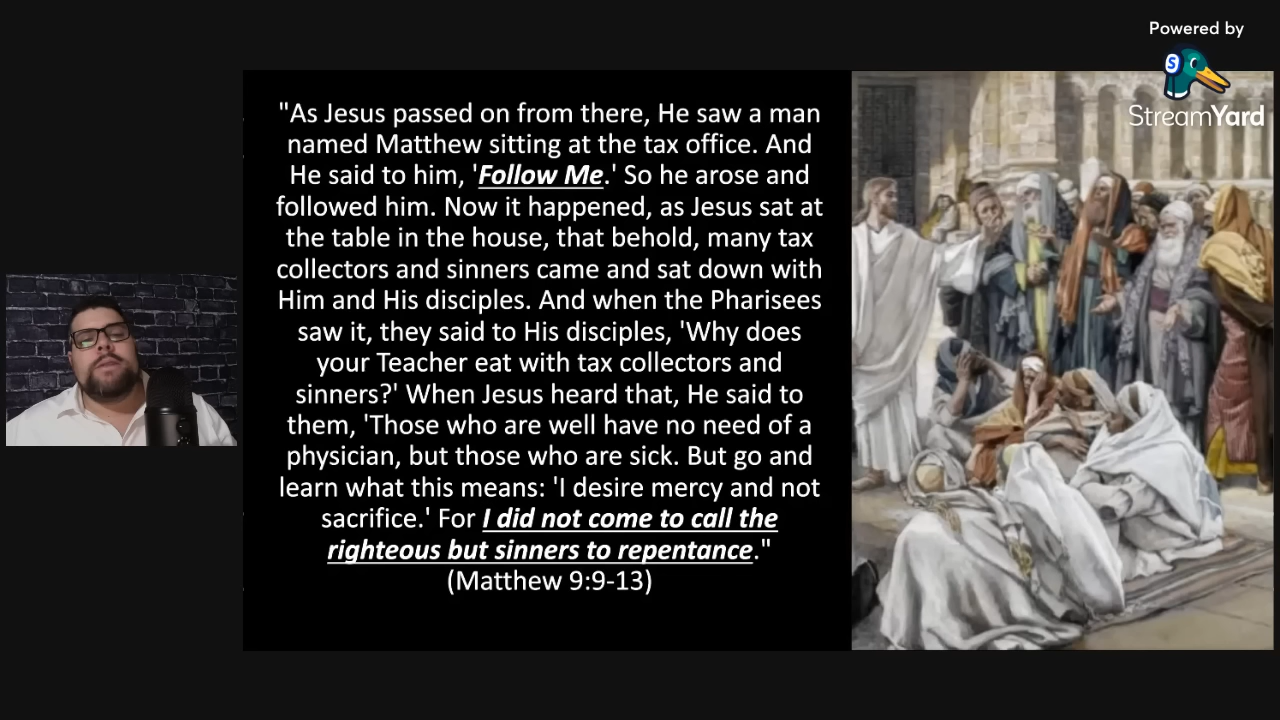 Powered by
StreamYard
"As Jesus passed on from there, He saw a man
named Matthew sitting at the tax office. And
He said to him, 'Follow Me.' So he arose and
followed him. Now it happened, as Jesus sat at
the table in the house, that behold, many tax
collectors and sinners came and sat down with
Him and His disciples. And when the Pharisees
saw it, they said to His disciples, 'Why does
your Teacher eat with tax collectors and
sinners?' When Jesus heard that, He said to
them, 'Those who are well have no need of a
physician, but those who are sick. But go and
learn what this means: 'I desire mercy and not
sacrifice.' For I did not come to call the
righteous but sinners to repentance."
(Matthew 9:9-13)